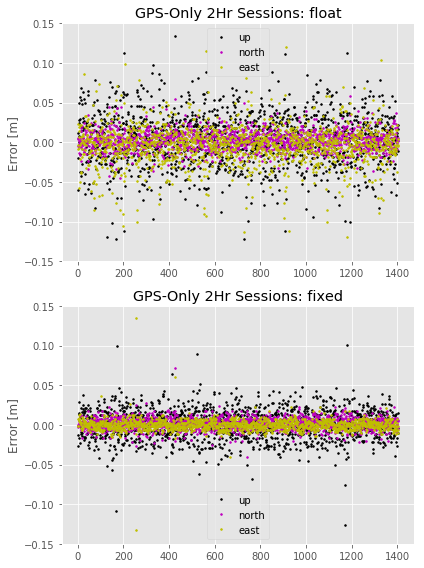 GPS-Only 2Hr Sessions: float
0.15
0.10
0.05
0.00
−0.05
−0.10
−0.15
Error [m]
up
north
east
0 200 400 600 800 1000 1200 1400
GPS-Only 2Hr Sessions: fixed
0.15
0.10
0.05
0.00
−0.05
−0.10
−0.15
Error [m]
up
north
east
0 200 400 600 800 1000 1200 1400